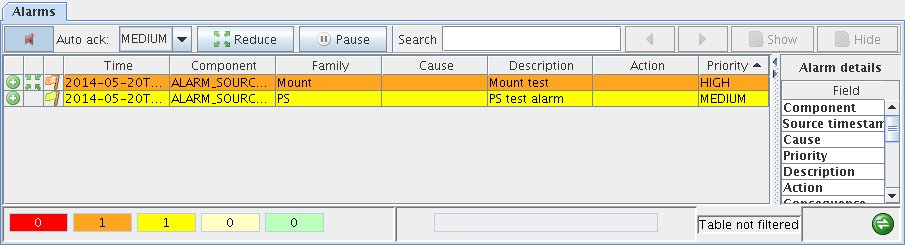 Alarms
Auto ack: MEDIUM Reduce Pause Search Show Hide
Time Component Family Cause Description Action Priority
2014-05-20T... ALARM_SOURC... Mount Mount test HIGH
2014-05-20T... ALARM_SOURC... PS PS test alarm MEDIUM
Alarm details
Field
Component
Source timestam
Cause
Priority
Description
Action
Consequence
0 1 1 0 0 Table not filtered